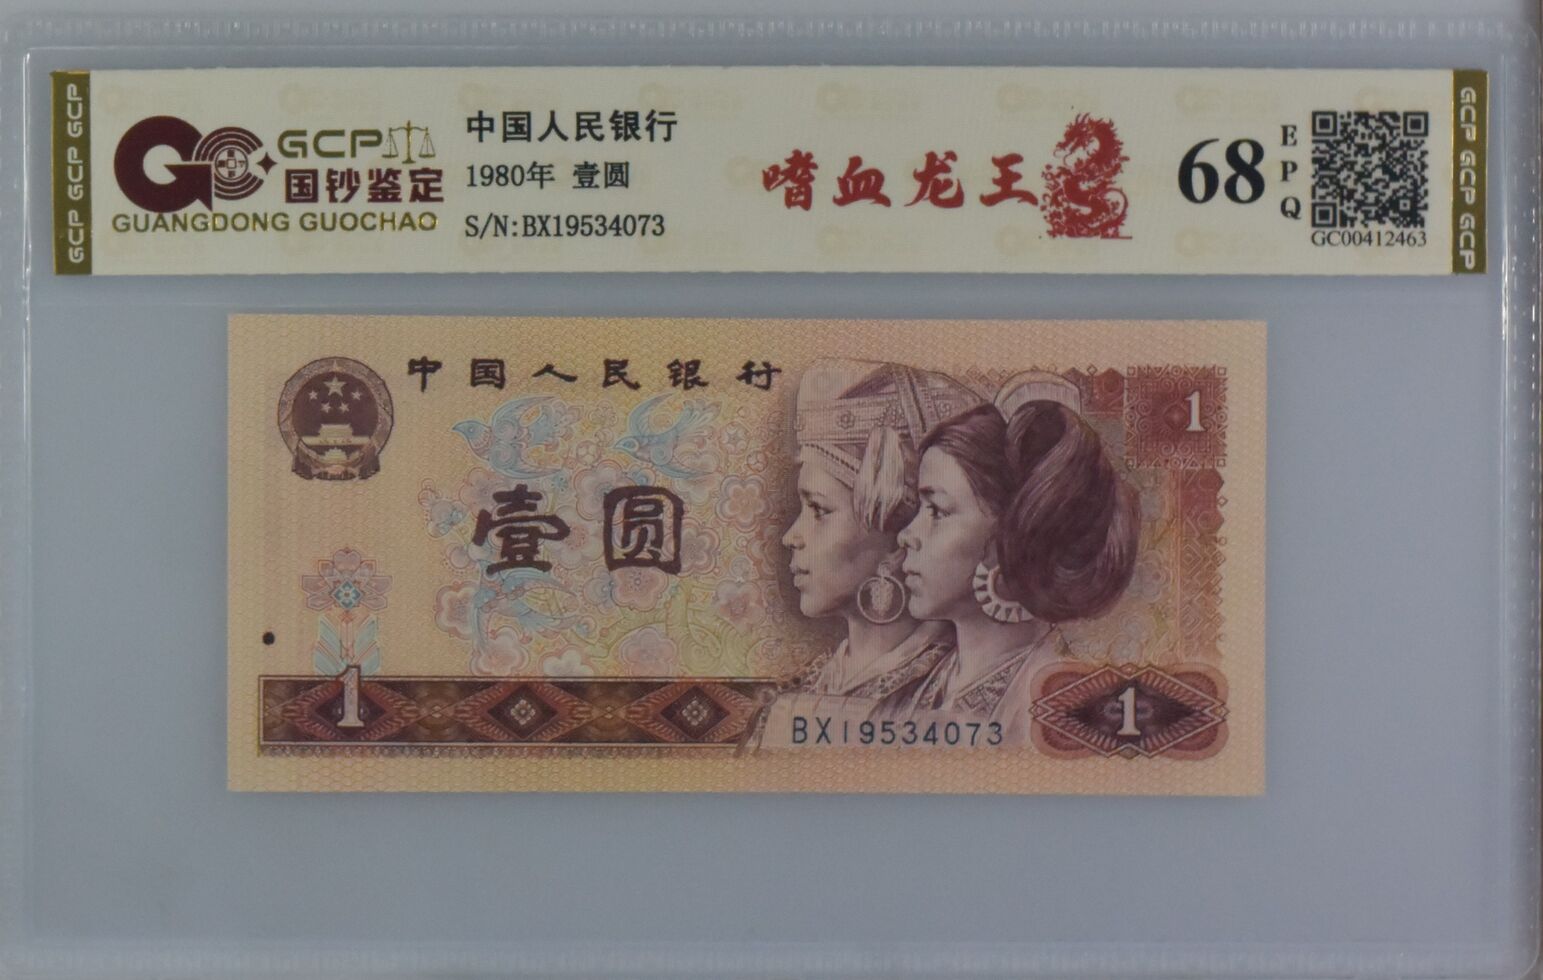 GCP GCP GCP
GCP
国钞鉴定
GUANGDONG GUOCHAO
中国人民银行
1980年 壹圆
S/N:BX19534073
嗜血龙王
68
EPQ
GC00412463
GCP GCP GCP
中国人民银行
1
壹圆
1
BX19534073
1